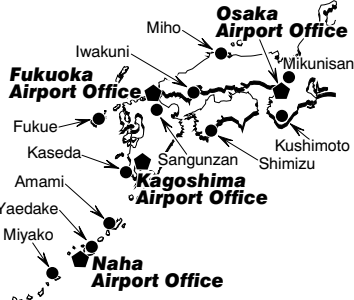 Osaka
Airport Office
Miho
Iwakuni
Mikunisan
Fukuoka
Airport Office
Fukue
Kushimoto
Kaseda
Sangunzan
Shimizu
Kagoshima
Airport Office
Amami
Yaedake
Miyako
Naha
Airport Office